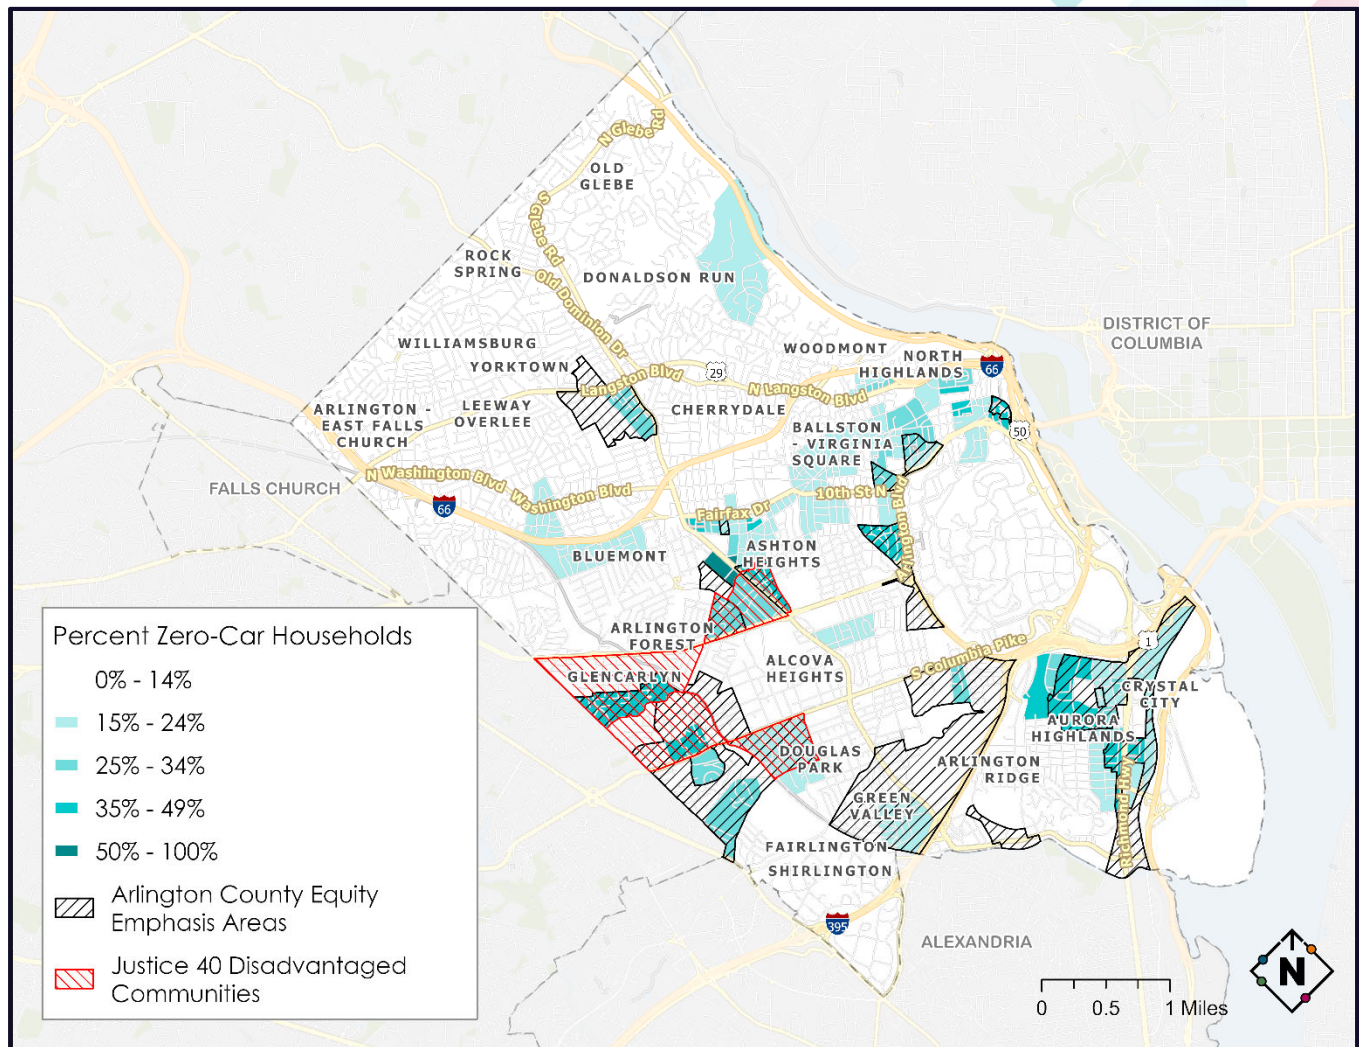 N Glebe Rd
OLD
GLEBE
S Glebe Rd
ROCK
SPRING
Old Dominion Dr
DONALDSON RUN
DISTRICT OF
COLUMBIA
WILLIAMSBURG
WOODMONT
NORTH
HIGHLANDS
66
YORKTOWN
29
Langston Blvd
N Langston Blvd
ARLINGTON -
EAST FALLS
CHURCH
LEEWAY
OVERLEE
CHERRYDALE
BALLSTON
- VIRGINIA
SQUARE
50
FALLS CHURCH
N Washington Blvd
Washington Blvd
10th St N
66
Fairfax Dr
Arlington Blvd
BLUEMONT
ASHTON
HEIGHTS
ARLINGTON
FOREST
S Columbia Pike
1
GLENCARLYN
ALCOVA
HEIGHTS
CRYSTAL
CITY
AURORA
HIGHLANDS
DOUGLAS
PARK
ARLINGTON
RIDGE
Richmond Hwy
GREEN
VALLEY
FAIRLINGTON
SHIRLINGTON
395
ALEXANDRIA
Percent Zero-Car Households
0% - 14%
15% - 24%
25% - 34%
35% - 49%
50% - 100%
Arlington County Equity
Emphasis Areas
Justice 40 Disadvantaged
Communities
0 0.5 1 Miles
N